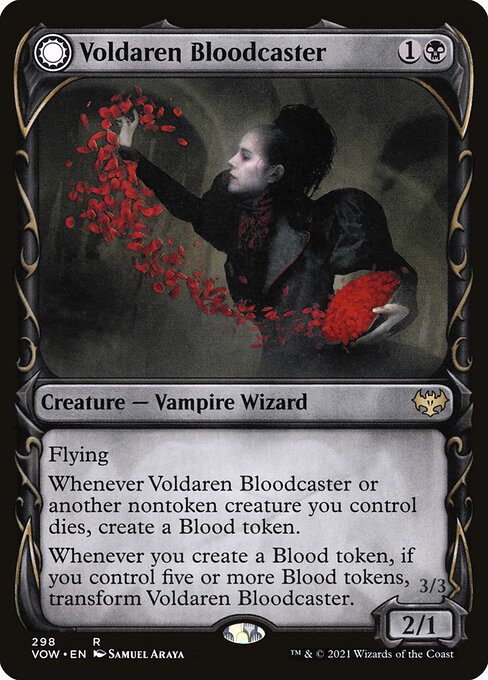 Voldaren Bloodcaster 1
Creature — Vampire Wizard
Flying
Whenever Voldaren Bloodcaster or
another nontoken creature you control
dies, create a Blood token.
Whenever you create a Blood token, if
you control five or more Blood tokens,
transform Voldaren Bloodcaster.
3/3
2/1
298 R
VOW • EN SAMUEL ARAYA
™ & © 2021 Wizards of the Coast